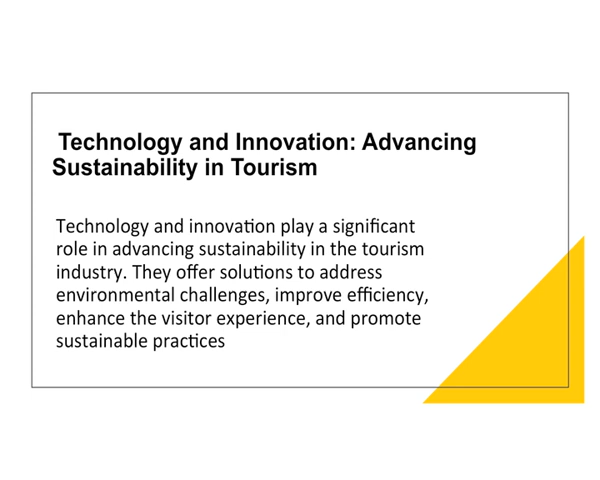 Technology and Innovation: Advancing
Sustainability in Tourism
Technology and innovation play a significant
role in advancing sustainability in the tourism
industry. They offer solutions to address
environmental challenges, improve efficiency,
enhance the visitor experience, and promote
sustainable practices